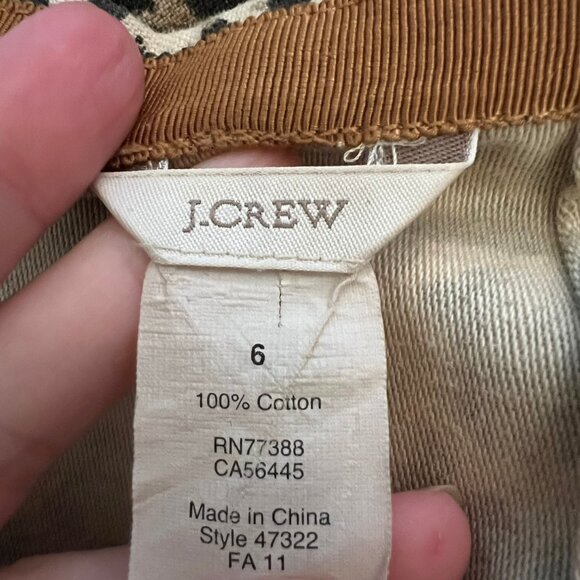 J.CREW
6
100% Cotton
RN77388
CA56445
Made in China
Style 47322
FA 11